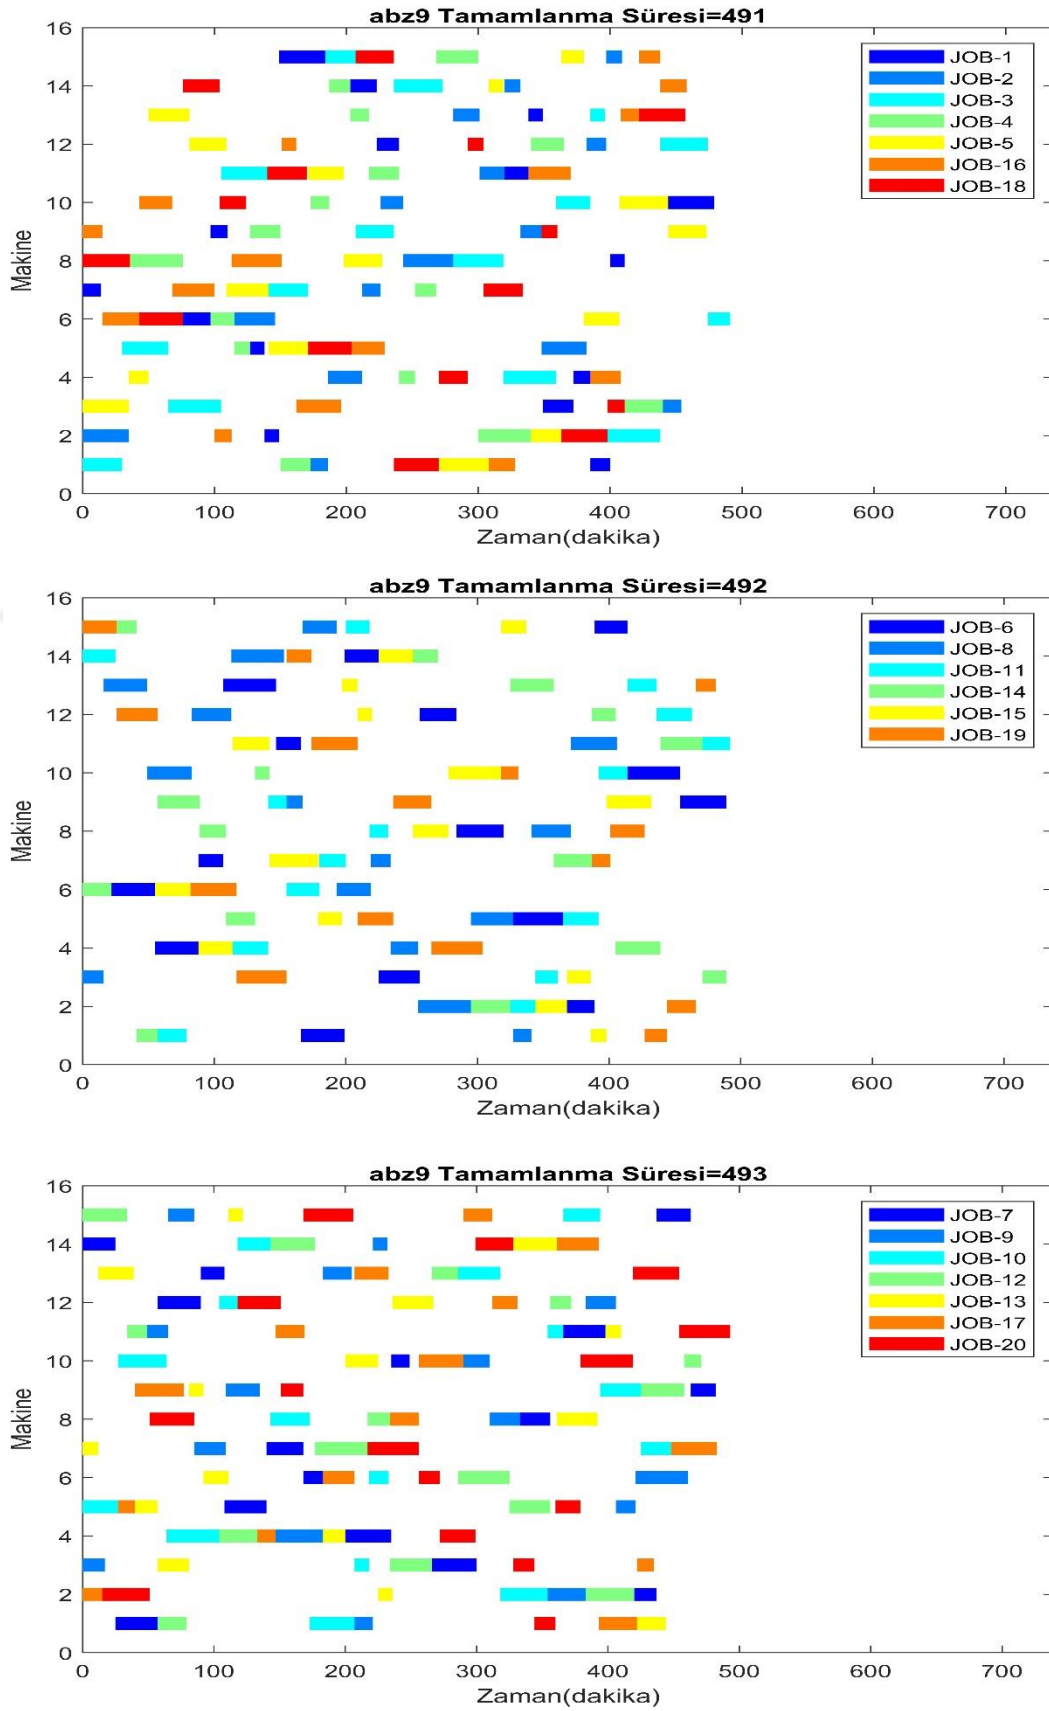 abz9 Tamamlanma Süresi=491
16
14
12
10
8
6
4
2
0
Makine
0 100 200 300 400 500 600 700
Zaman(dakika)
JOB-1
JOB-2
JOB-3
JOB-4
JOB-5
JOB-16
JOB-18
abz9 Tamamlanma Süresi=492
16
14
12
10
8
6
4
2
0
Makine
0 100 200 300 400 500 600 700
Zaman(dakika)
JOB-6
JOB-8
JOB-11
JOB-14
JOB-15
JOB-19
abz9 Tamamlanma Süresi=493
16
14
12
10
8
6
4
2
0
Makine
0 100 200 300 400 500 600 700
Zaman(dakika)
JOB-7
JOB-9
JOB-10
JOB-12
JOB-13
JOB-17
JOB-20